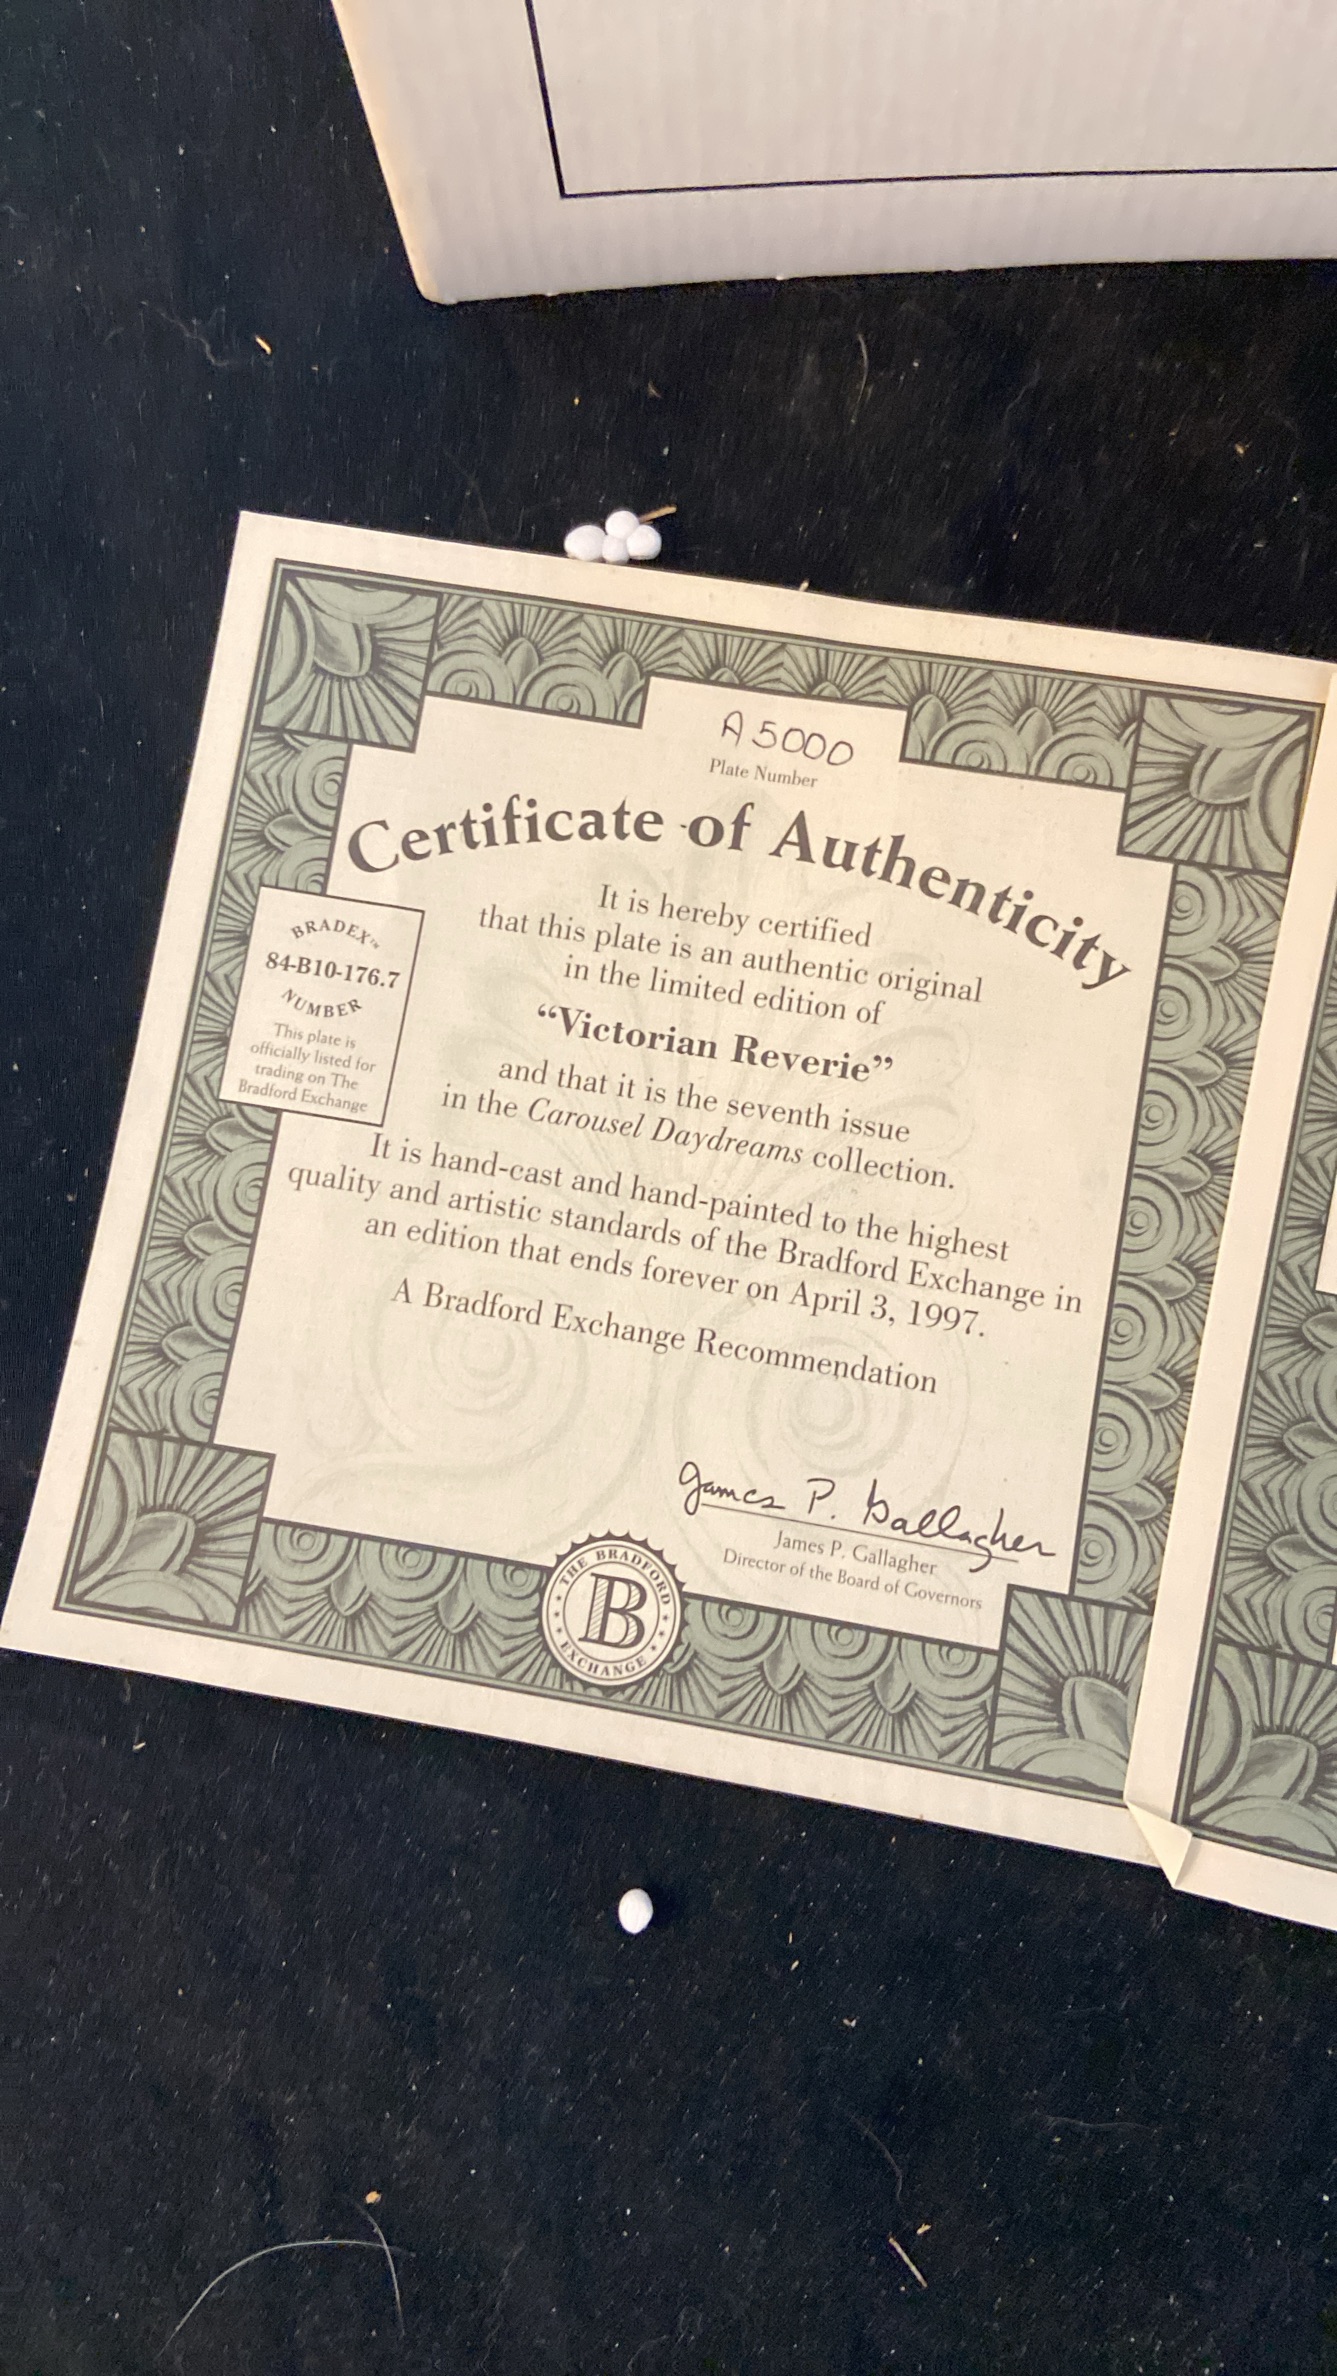 A5000
Plate Number
Certificate of Authenticity
It is hereby certified
that this plate is an authentic original
in the limited edition of
“Victorian Reverie”
and that it is the seventh issue
in the Carousel Daydreams collection.
It is hand-cast and hand-painted to the highest
quality and artistic standards of the Bradford Exchange in
an edition that ends forever on April 3, 1997.
A Bradford Exchange Recommendation
BRADEX™
84-B10-176.7
NUMBER
This plate is
officially listed for
trading on The
Bradford Exchange
James P. Gallagher
James P. Gallagher
Director of the Board of Governors
THE BRADFORD
B
EXCHANGE